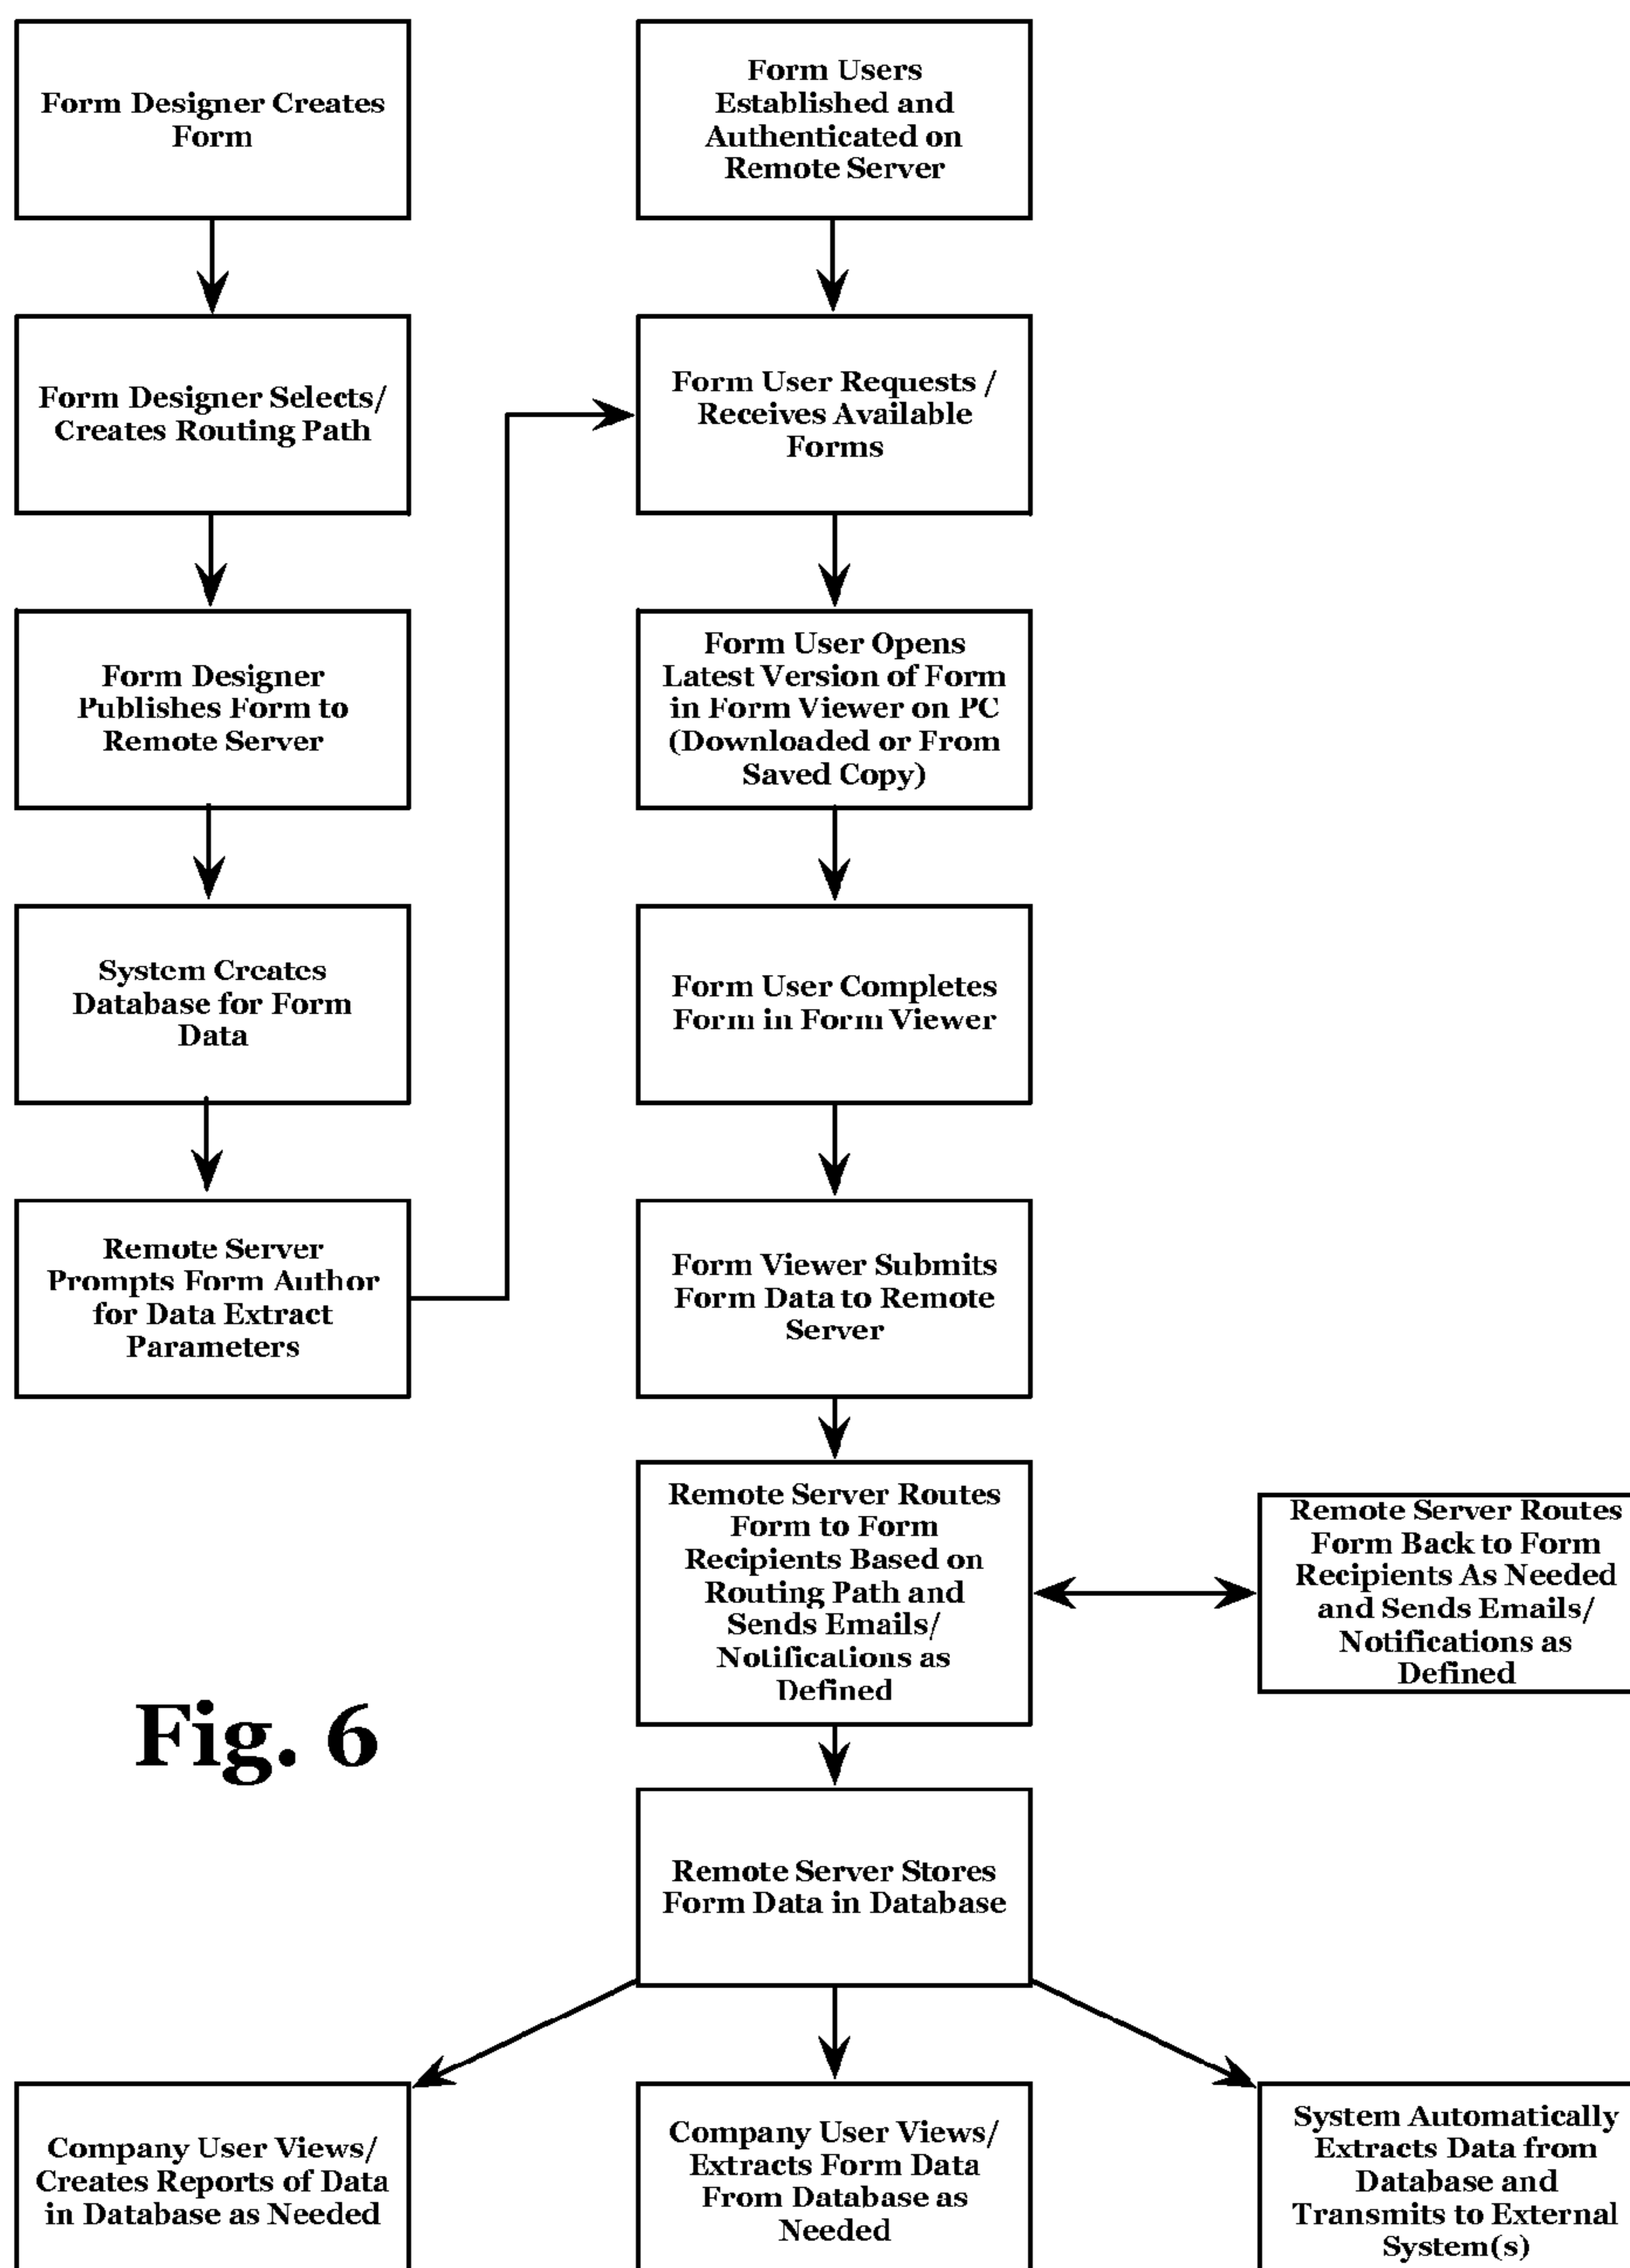 Form Designer Creates
Form
Form Designer Selects/
Creates Routing Path
Form Designer
Publishes Form to
Remote Server
System Creates
Database for Form
Data
Remote Server
Prompts Form Author
for Data Extract
Parameters
Form Users
Established and
Authenticated on
Remote Server
Form User Requests /
Receives Available
Forms
Form User Opens
Latest Version of Form
in Form Viewer on PC
(Downloaded or From
Saved Copy)
Form User Completes
Form in Form Viewer
Form Viewer Submits
Form Data to Remote
Server
Remote Server Routes
Form to Form
Recipients Based on
Routing Path and
Sends Emails/
Notifications as
Defined
Remote Server Routes
Form Back to Form
Recipients As Needed
and Sends Emails/
Notifications as
Defined
Fig. 6
Remote Server Stores
Form Data in Database
Company User Views/
Creates Reports of Data
in Database as Needed
Company User Views/
Extracts Form Data
From Database as
Needed
System Automatically
Extracts Data from
Database and
Transmits to External
System(s)